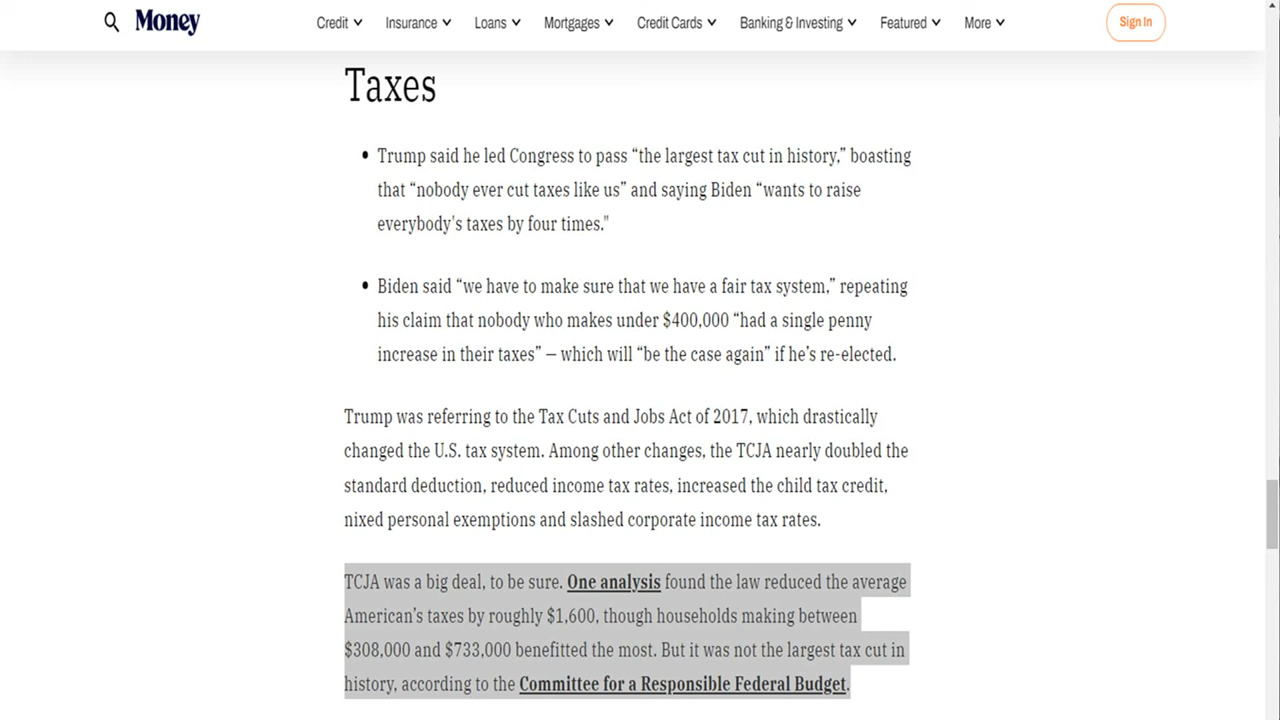 Money
Credit
Insurance
Loans
Mortgages
Credit Cards
Banking & Investing
Featured
More
Sign In
Taxes
• Trump said he led Congress to pass “the largest tax cut in history,” boasting
that “nobody ever cut taxes like us” and saying Biden “wants to raise
everybody's taxes by four times."
• Biden said “we have to make sure that we have a fair tax system,” repeating
his claim that nobody who makes under $400,000 “had a single penny
increase in their taxes” — which will “be the case again” if he’s re-elected.
Trump was referring to the Tax Cuts and Jobs Act of 2017, which drastically
changed the U.S. tax system. Among other changes, the TCJA nearly doubled the
standard deduction, reduced income tax rates, increased the child tax credit,
nixed personal exemptions and slashed corporate income tax rates.
TCJA was a big deal, to be sure. One analysis found the law reduced the average
American’s taxes by roughly $1,600, though households making between
$308,000 and $733,000 benefitted the most. But it was not the largest tax cut in
history, according to the Committee for a Responsible Federal Budget.